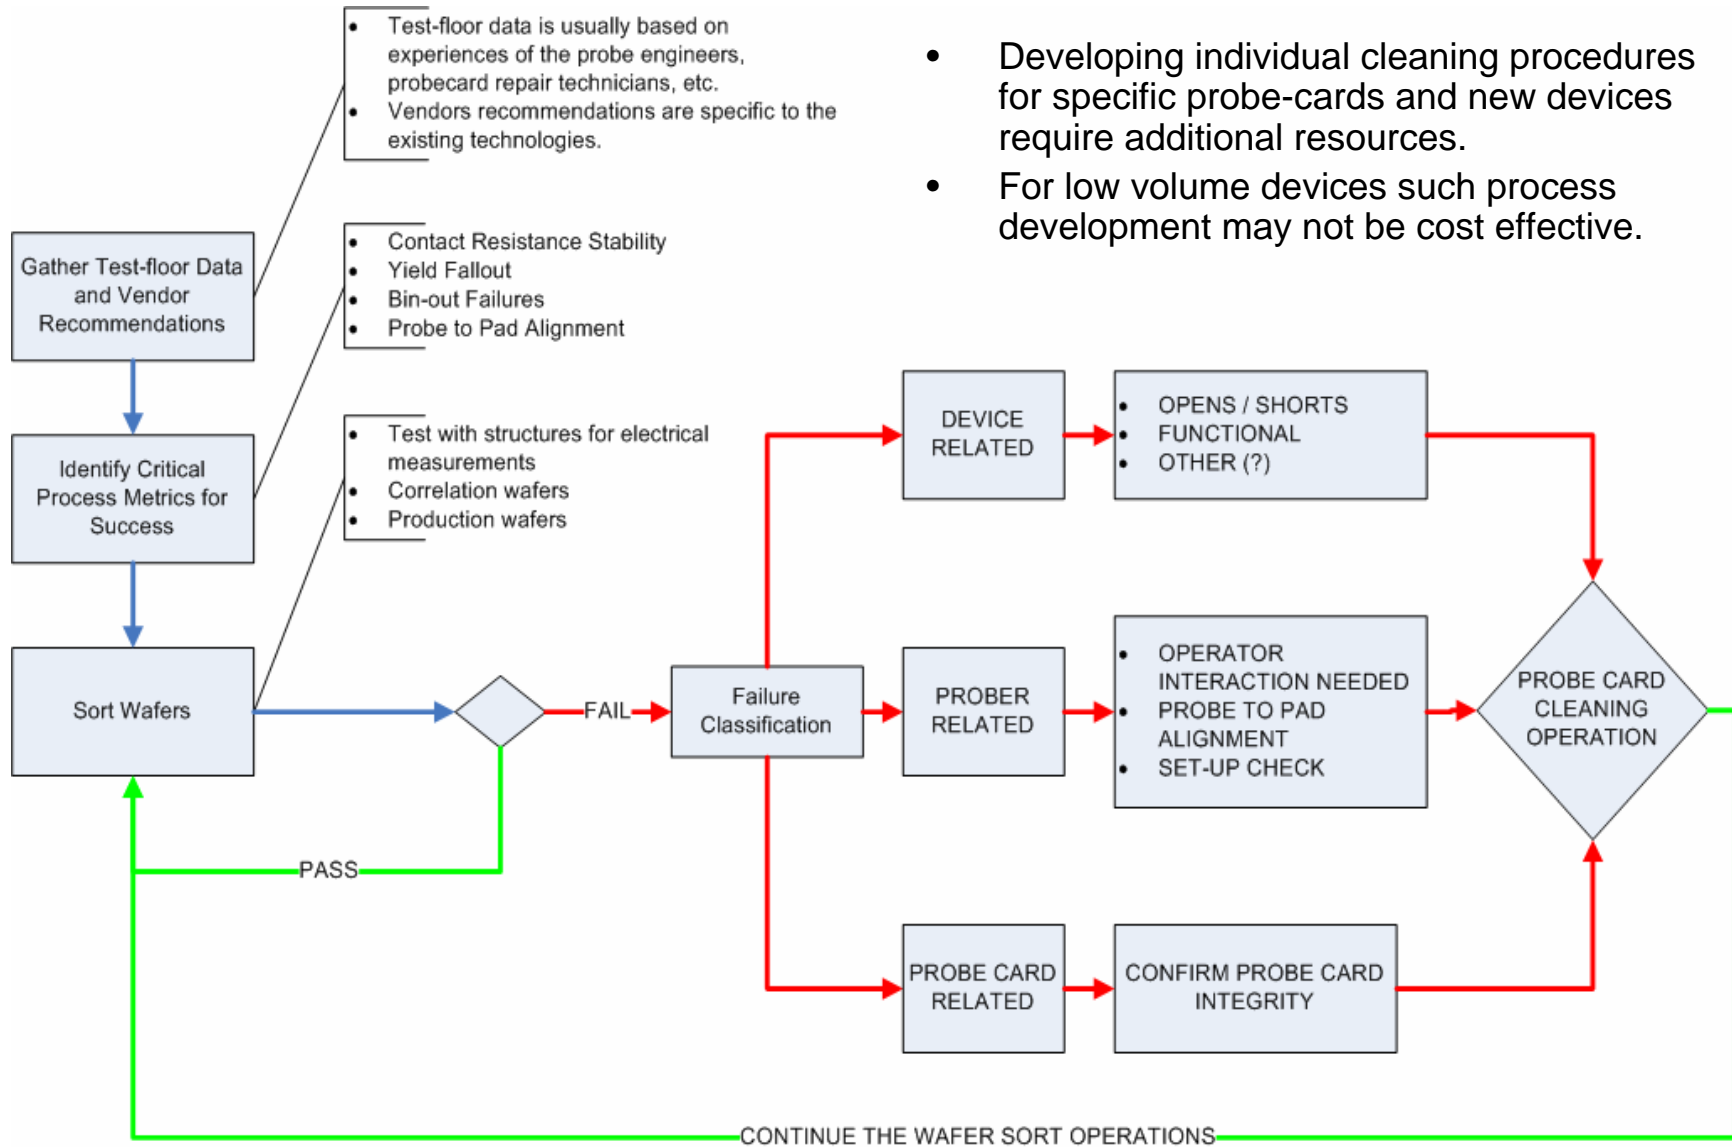 • Test-floor data is usually based on
experiences of the probe engineers,
probecard repair technicians, etc.
• Vendors recommendations are specific to the
existing technologies.
• Developing individual cleaning procedures
for specific probe-cards and new devices
require additional resources.
• For low volume devices such process
development may not be cost effective.
Gather Test-floor Data
and Vendor
Recommendations
• Contact Resistance Stability
• Yield Fallout
• Bin-out Failures
• Probe to Pad Alignment
Identify Critical
Process Metrics for
Success
• Test with structures for electrical
measurements
• Correlation wafers
• Production wafers
Sort Wafers
FAIL
PASS
Failure
Classification
DEVICE
RELATED
• OPENS / SHORTS
• FUNCTIONAL
• OTHER (?)
PROBER
RELATED
• OPERATOR
INTERACTION NEEDED
• PROBE TO PAD
ALIGNMENT
• SET-UP CHECK
PROBE CARD
RELATED
CONFIRM PROBE CARD
INTEGRITY
PROBE CARD
CLEANING
OPERATION
CONTINUE THE WAFER SORT OPERATIONS